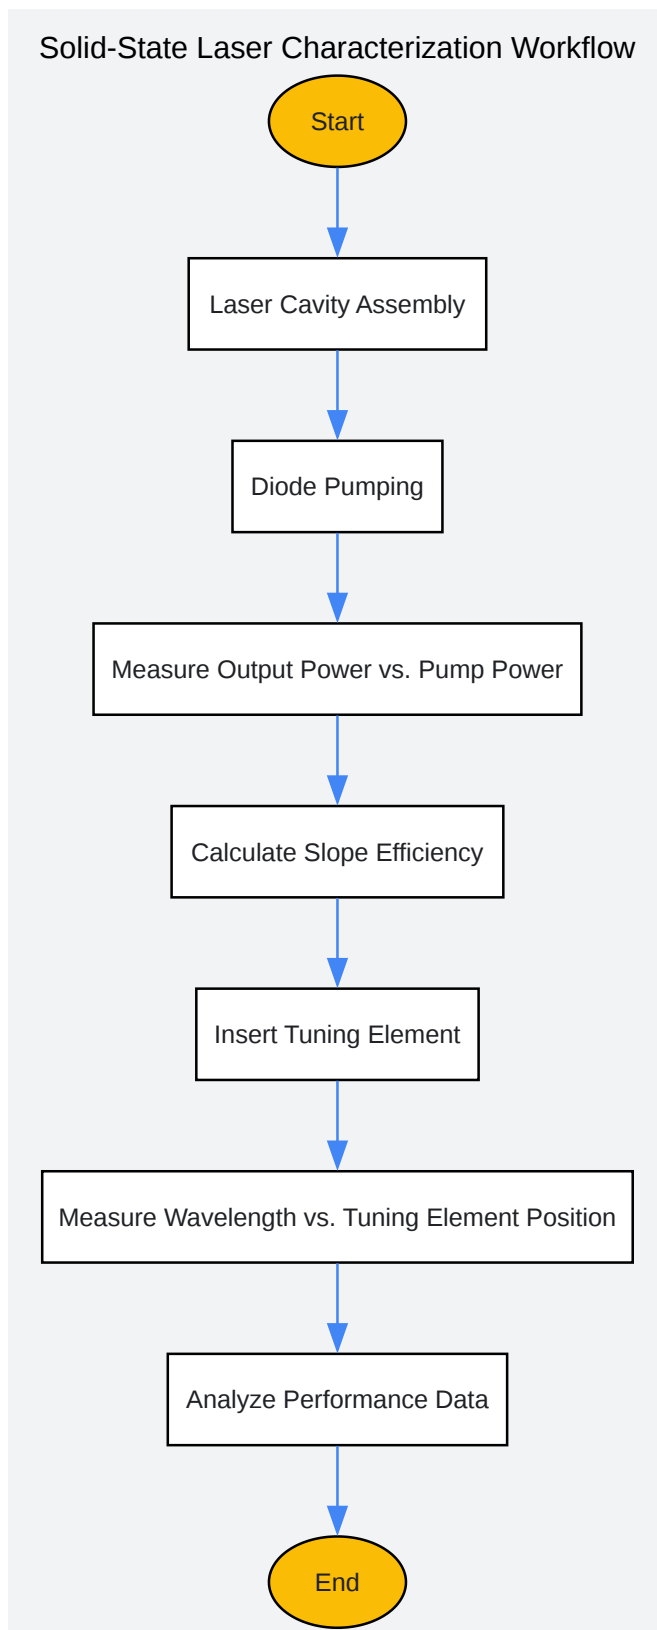 Solid-State Laser Characterization Workflow
Start
Laser Cavity Assembly
Diode Pumping
Measure Output Power vs. Pump Power
Calculate Slope Efficiency
Insert Tuning Element
Measure Wavelength vs. Tuning Element Position
Analyze Performance Data
End